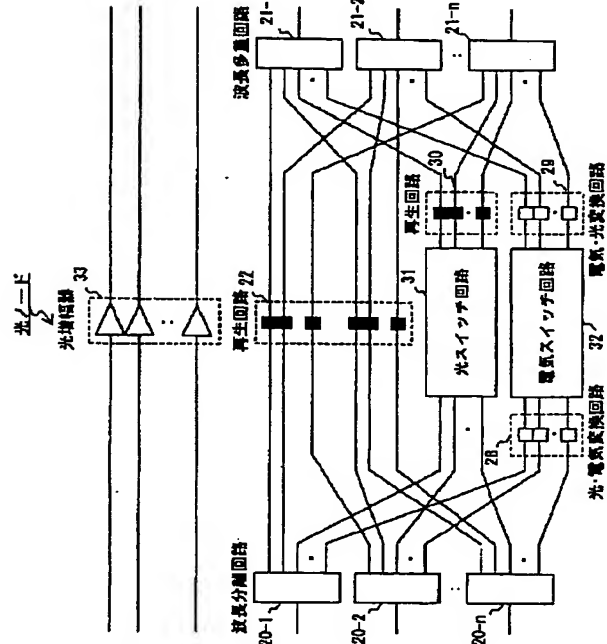 光ノード
光増幅器
33
再生回路
22
波長分離回路
20-1
20-2
20-n
波長多重回路
21-1
21-2
21-n
再生回路
30
31
光スイッチ回路
電気スイッチ回路
32
28
光・電気変換回路
29
電気・光変換回路